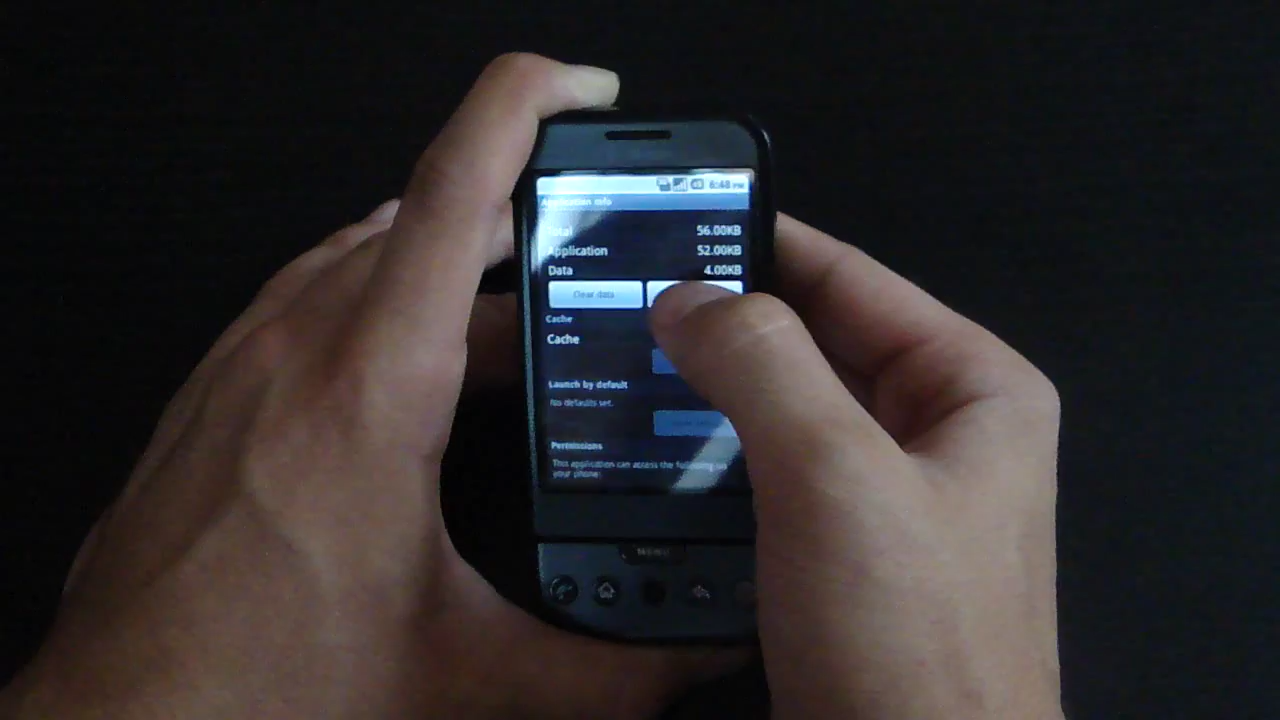 6:48 PM
Application info
Total 56.00KB
Application 52.00KB
Data 4.00KB
Clear data
Cache
Cache
Launch by default
No defaults set.
Permissions
This application can access the following on
your phone:
MENU